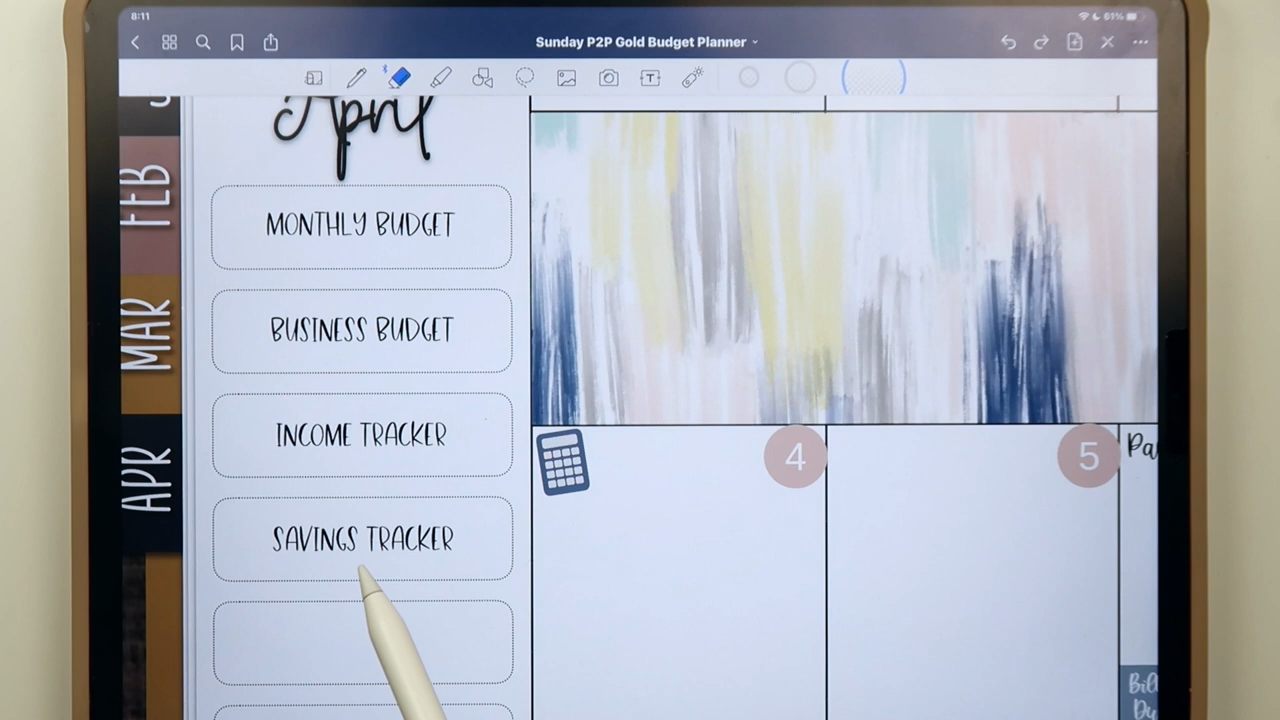 8:11
61%
Sunday P2P Gold Budget Planner
T
April
FEB
MAR
APR
MONTHLY BUDGET
BUSINESS BUDGET
INCOME TRACKER
SAVINGS TRACKER
4
5